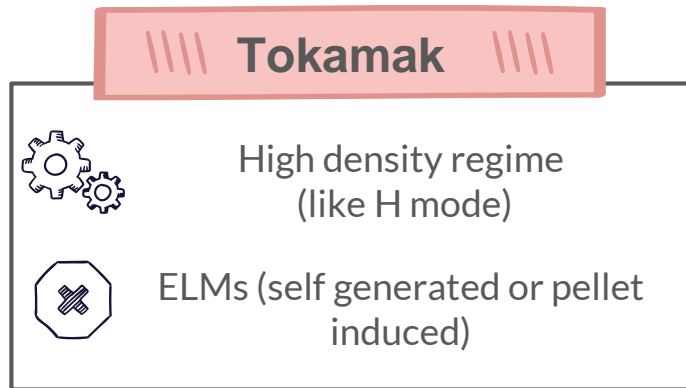 Tokamak
High density regime
(like H mode)
ELMs (self generated or pellet
induced)